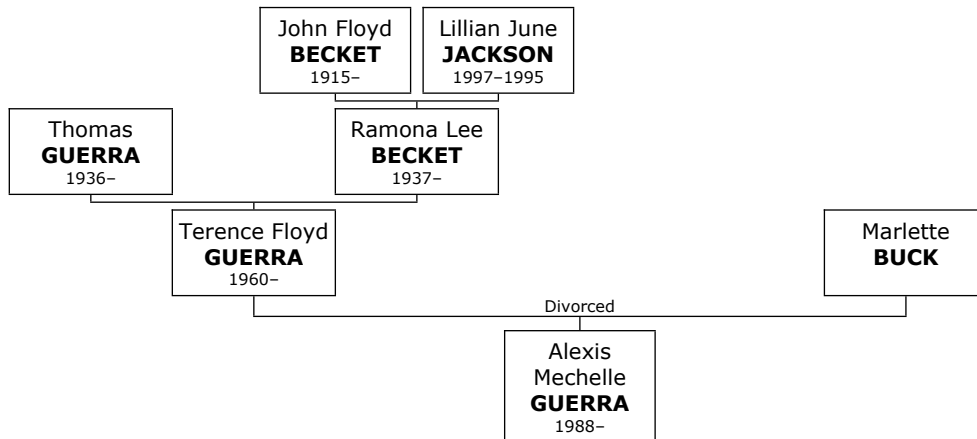 John Floyd
BECKET
1915–
Lillian June
JACKSON
1997–1995
Thomas
GUERRA
1936–
Ramona Lee
BECKET
1937–
Terence Floyd
GUERRA
1960–
Marlette
BUCK
Divorced
Alexis
Mechelle
GUERRA
1988–